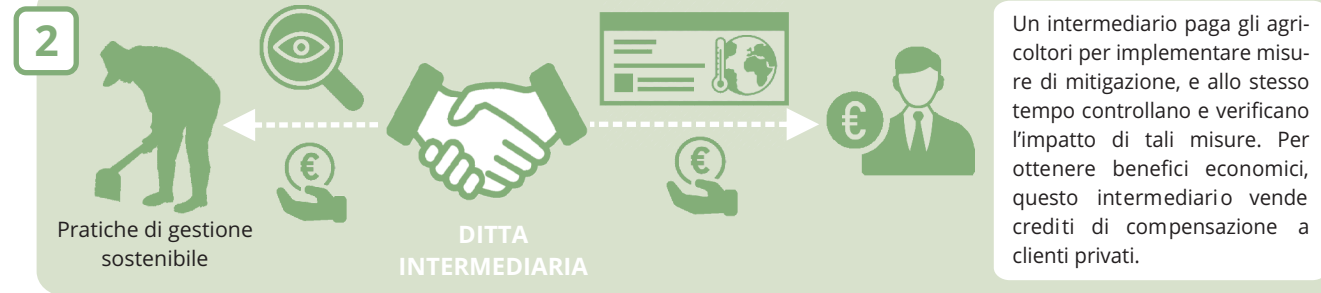 2
Pratiche di gestione
sostenibile
€
€
€
DITTA
INTERMEDIARIA
Un intermediario paga gli agri-
coltori per implementare misu-
re di mitigazione, e allo stesso
tempo controllano e verificano
l'impatto di tali misure. Per
ottenere benefici economici,
questo intermediario vende
crediti di compensazione a
clienti privati.